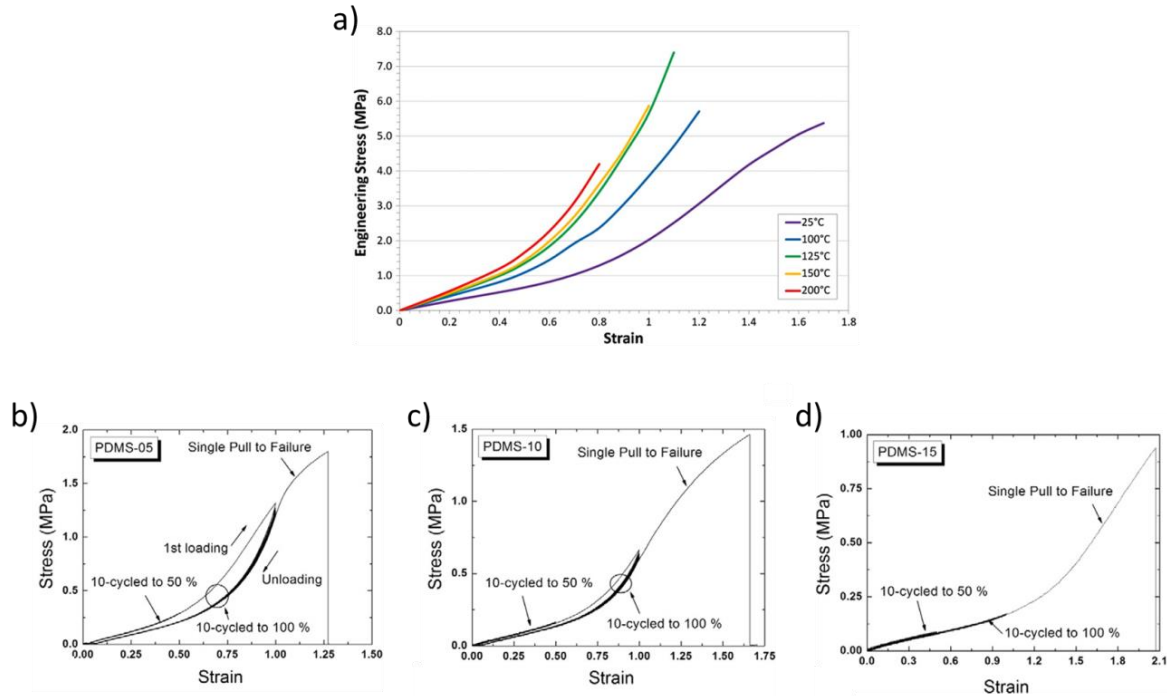 a)
8.0
7.0
6.0
5.0
4.0
3.0
2.0
1.0
0.0
Engineering Stress (MPa)
0 0.2 0.4 0.6 0.8 1 1.2 1.4 1.6 1.8
Strain
25°C
100°C
125°C
150°C
200°C
b)
2.0
1.5
1.0
0.5
0.0
Stress (MPa)
PDMS-05
Single Pull to Failure
1st loading
Unloading
10-cycled to 50 %
10-cycled to 100 %
0.00 0.25 0.50 0.75 1.00 1.25 1.50
Strain
c)
1.5
1.0
0.5
0.0
Stress (MPa)
PDMS-10
Single Pull to Failure
10-cycled to 50 %
10-cycled to 100 %
0.00 0.25 0.50 0.75 1.00 1.25 1.50 1.75
Strain
d)
1.00
0.75
0.50
0.25
0.00
Stress (MPa)
PDMS-15
Single Pull to Failure
10-cycled to 50 %
10-cycled to 100 %
0.0 0.3 0.6 0.9 1.2 1.5 1.8 2.1
Strain